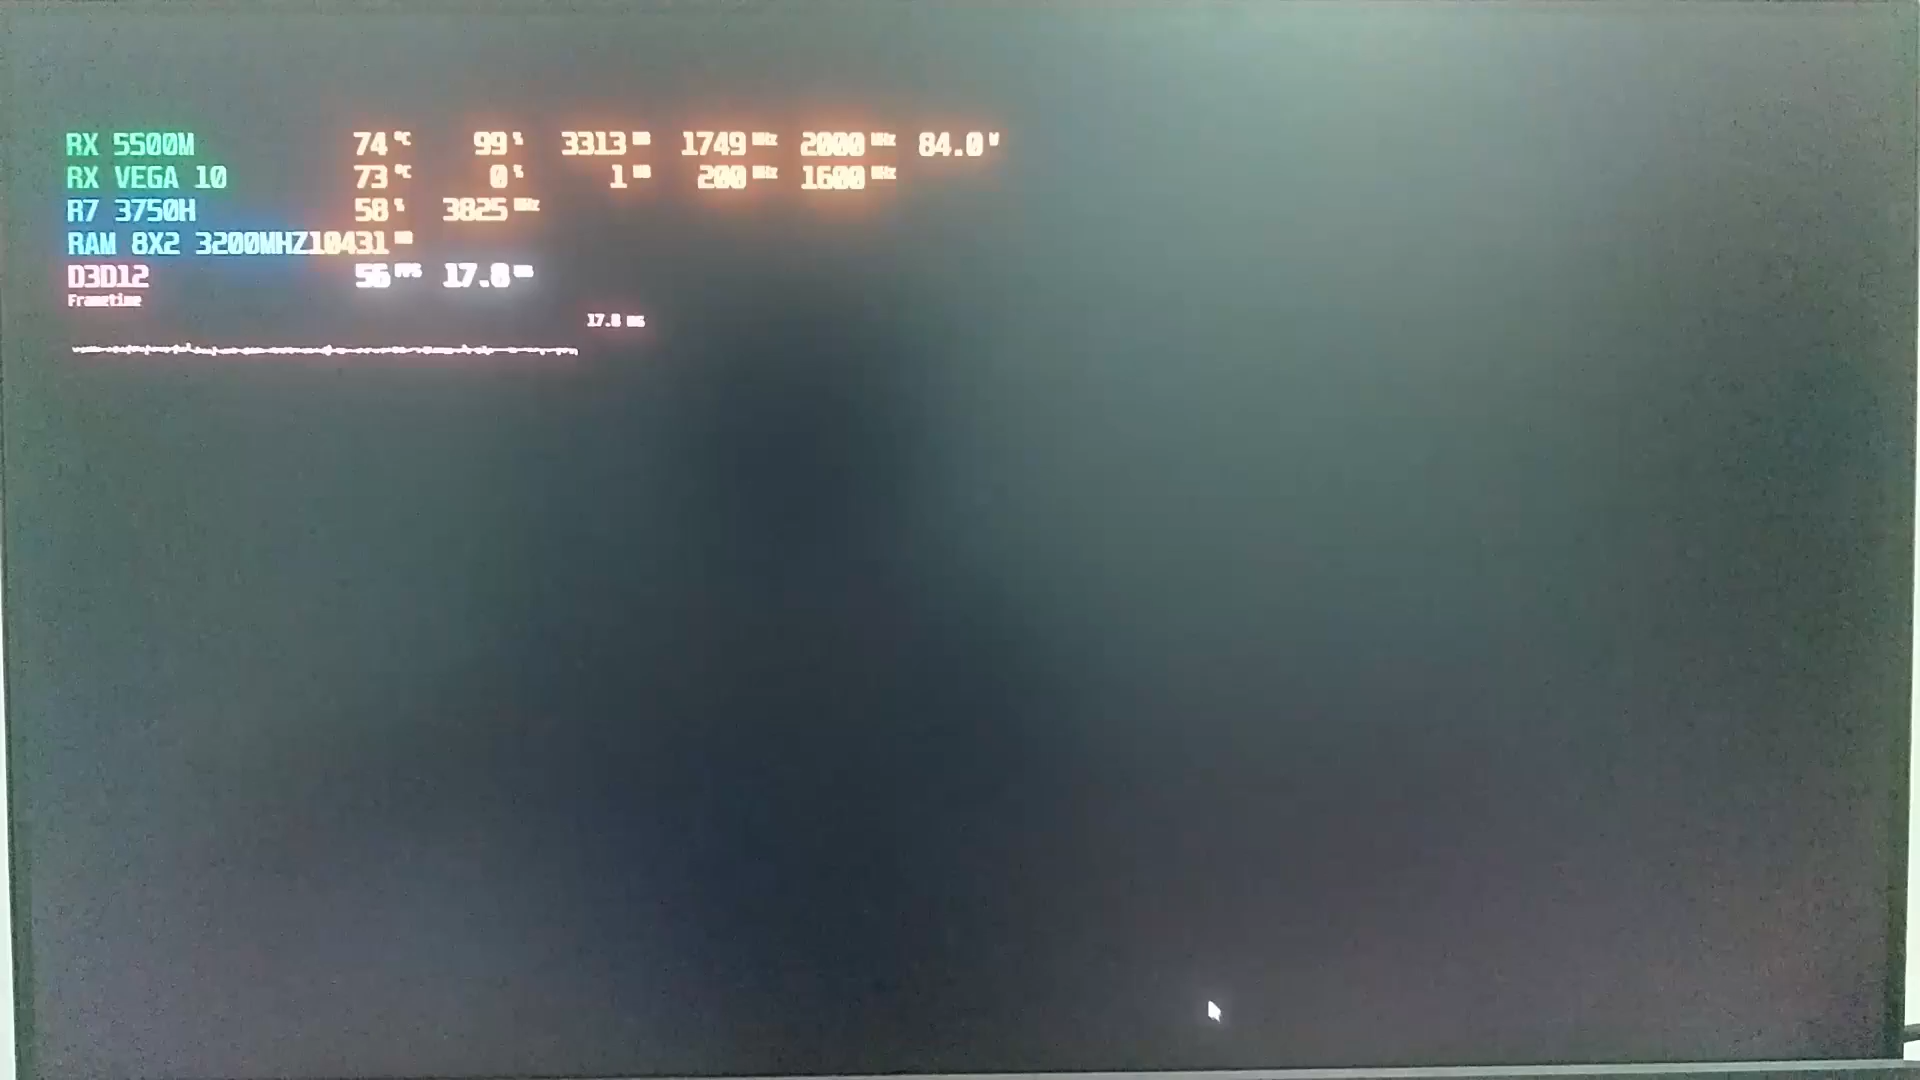 RX 5500M 74 °C 99 % 3313 MB 1749 MHz 2000 MHz 84.0 W
RX VEGA 10 73 °C 0 % 1 MB 200 MHz 1600 MHz
R7 3750H 58 % 3825 MHz
RAM 8X2 3200MHZ10431 MB
D3D12 56 FPS 17.8 ms
Frametime
17.8 ms